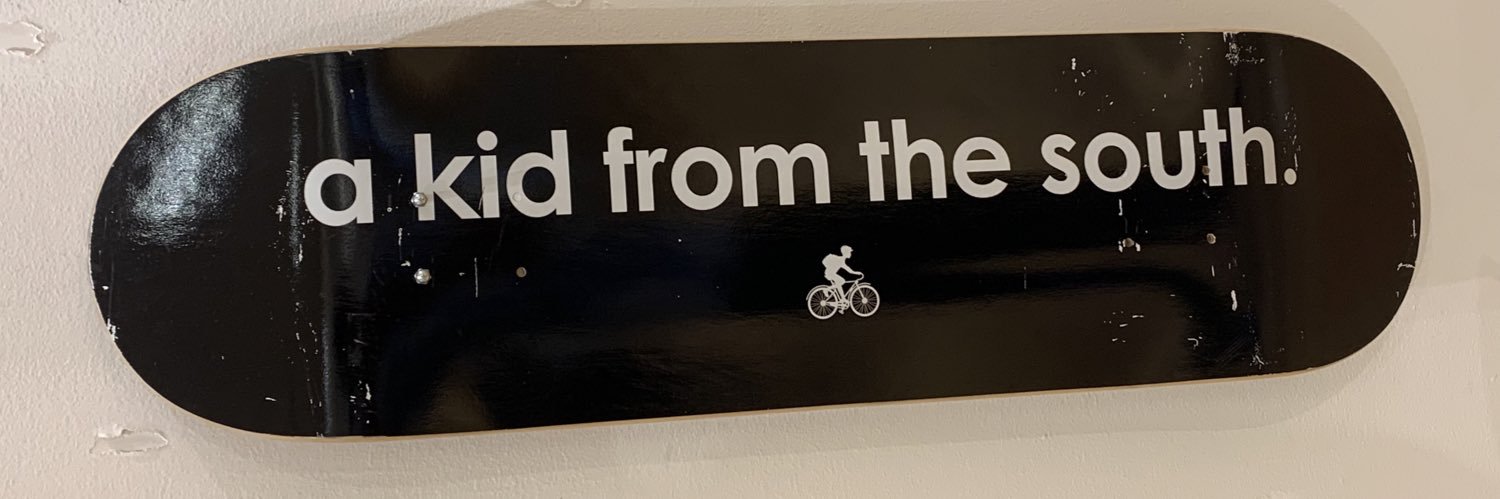 a kid from the south.